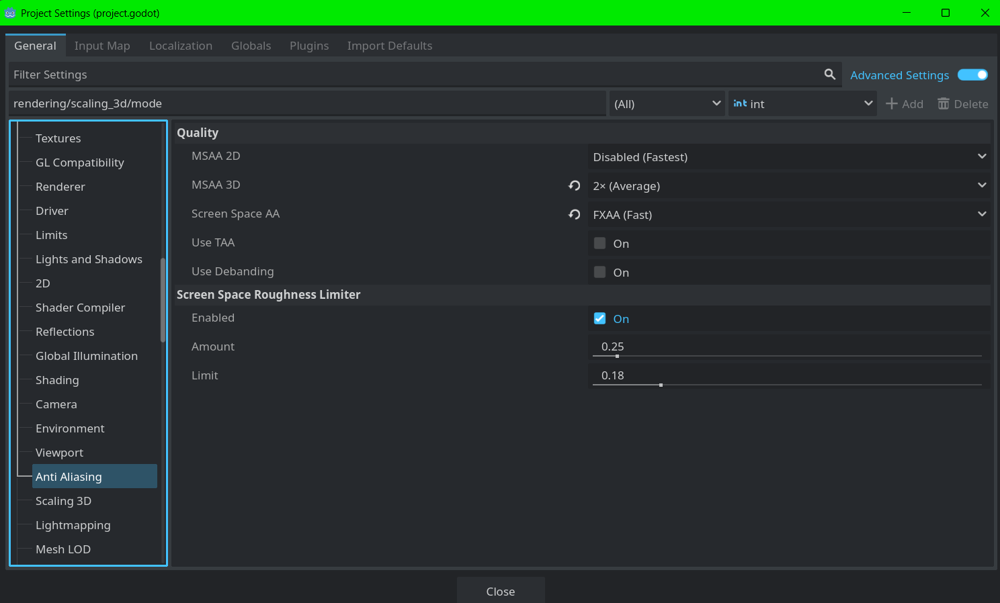 Project Settings (project.godot)
General Input Map Localization Globals Plugins Import Defaults
Filter Settings Advanced Settings
rendering/scaling_3d/mode (All) int int Add Delete
Textures
GL Compatibility
Renderer
Driver
Limits
Lights and Shadows
2D
Shader Compiler
Reflections
Global Illumination
Shading
Camera
Environment
Viewport
Anti Aliasing
Scaling 3D
Lightmapping
Mesh LOD
Quality
MSAA 2D Disabled (Fastest)
MSAA 3D 2× (Average)
Screen Space AA FXAA (Fast)
Use TAA On
Use Debanding On
Screen Space Roughness Limiter
Enabled On
Amount 0.25
Limit 0.18
Close